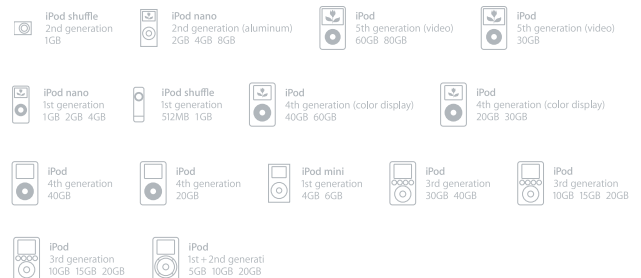 iPod shuffle
2nd generation
1GB
iPod nano
2nd generation (aluminum)
2GB 4GB 8GB
iPod
5th generation (video)
60GB 80GB
iPod
5th generation (video)
30GB
iPod nano
1st generation
1GB 2GB 4GB
iPod shuffle
1st generation
512MB 1GB
iPod
4th generation (color display)
40GB 60GB
iPod
4th generation (color display)
20GB 30GB
iPod
4th generation
40GB
iPod
4th generation
20GB
iPod mini
1st generation
4GB 6GB
iPod
3rd generation
30GB 40GB
iPod
3rd generation
10GB 15GB 20GB
iPod
3rd generation
10GB 15GB 20GB
iPod
1st+2nd generati
5GB 10GB 20GB